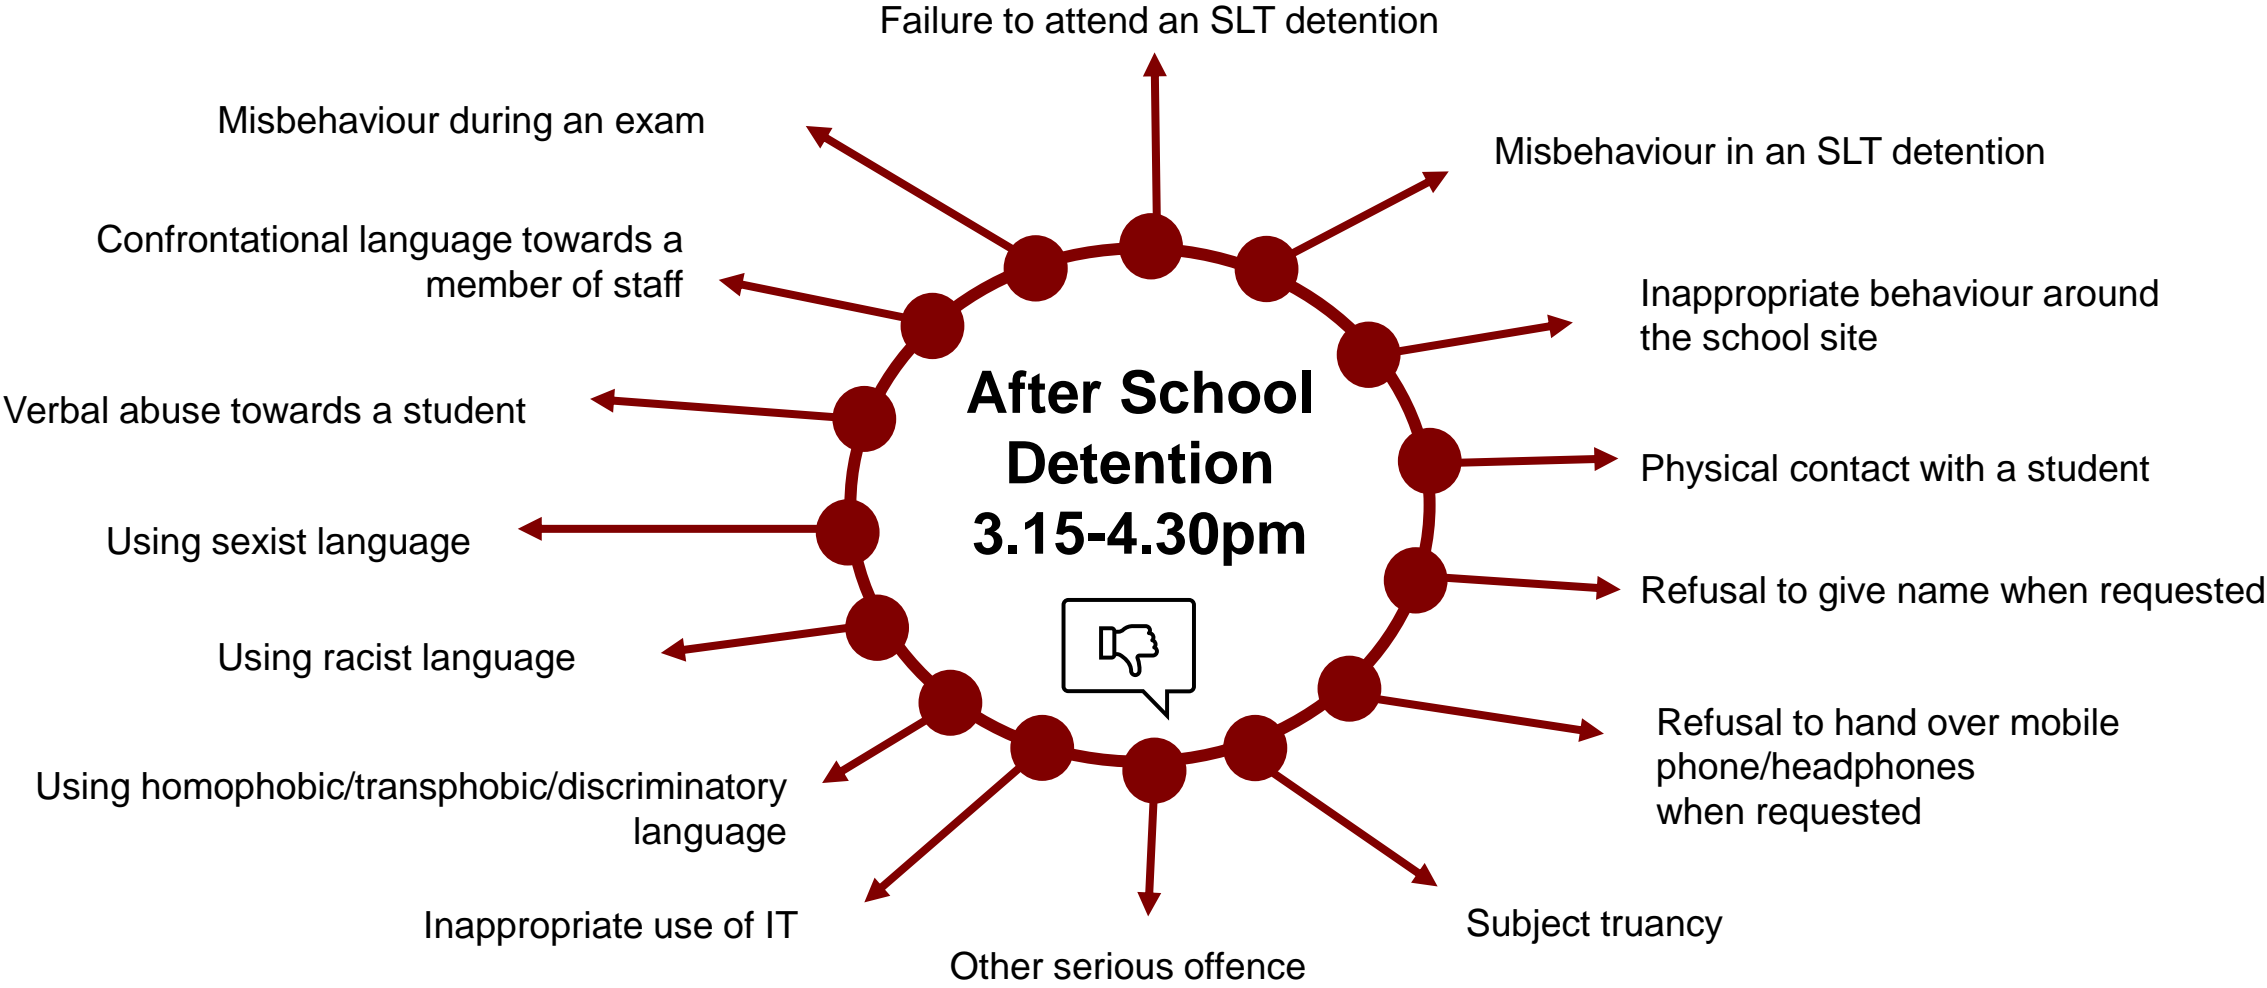 Failure to attend an SLT detention
Misbehaviour during an exam
Misbehaviour in an SLT detention
Confrontational language towards a
member of staff
Inappropriate behaviour around
the school site
Verbal abuse towards a student
After School
Detention
3.15-4.30pm
Physical contact with a student
Using sexist language
Refusal to give name when requested
Using racist language
Refusal to hand over mobile
phone/headphones
when requested
Using homophobic/transphobic/discriminatory
language
Inappropriate use of IT
Subject truancy
Other serious offence